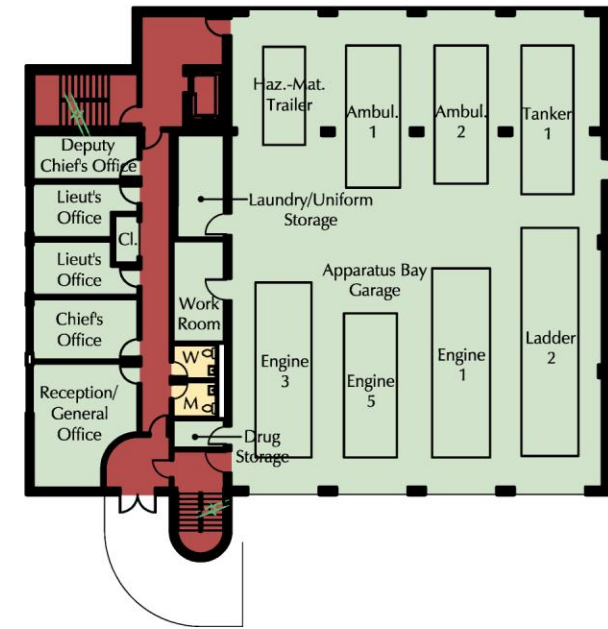 Haz.-Mat.
Trailer
Ambul.
1
Ambul.
2
Tanker
1
Deputy
Chief's Office
Lieut's
Office
Cl.
Lieut's
Office
Chief's
Office
Reception/
General
Office
Laundry/Uniform
Storage
Work
Room
W
M
Drug
Storage
Apparatus Bay
Garage
Engine
3
Engine
5
Engine
1
Ladder
2